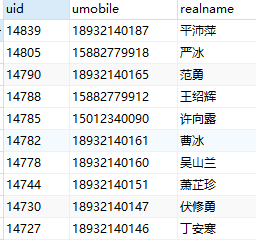 uid umobile realname
14839 18932140187 平沛萍
14805 15882779918 严冰
14790 18932140165 范勇
14788 15882779912 王绍辉
14785 15012340090 许向露
14782 18932140161 曹冰
14778 18932140160 吴山兰
14744 18932140151 萧芷珍
14730 18932140147 伏修勇
14727 18932140146 丁安寒